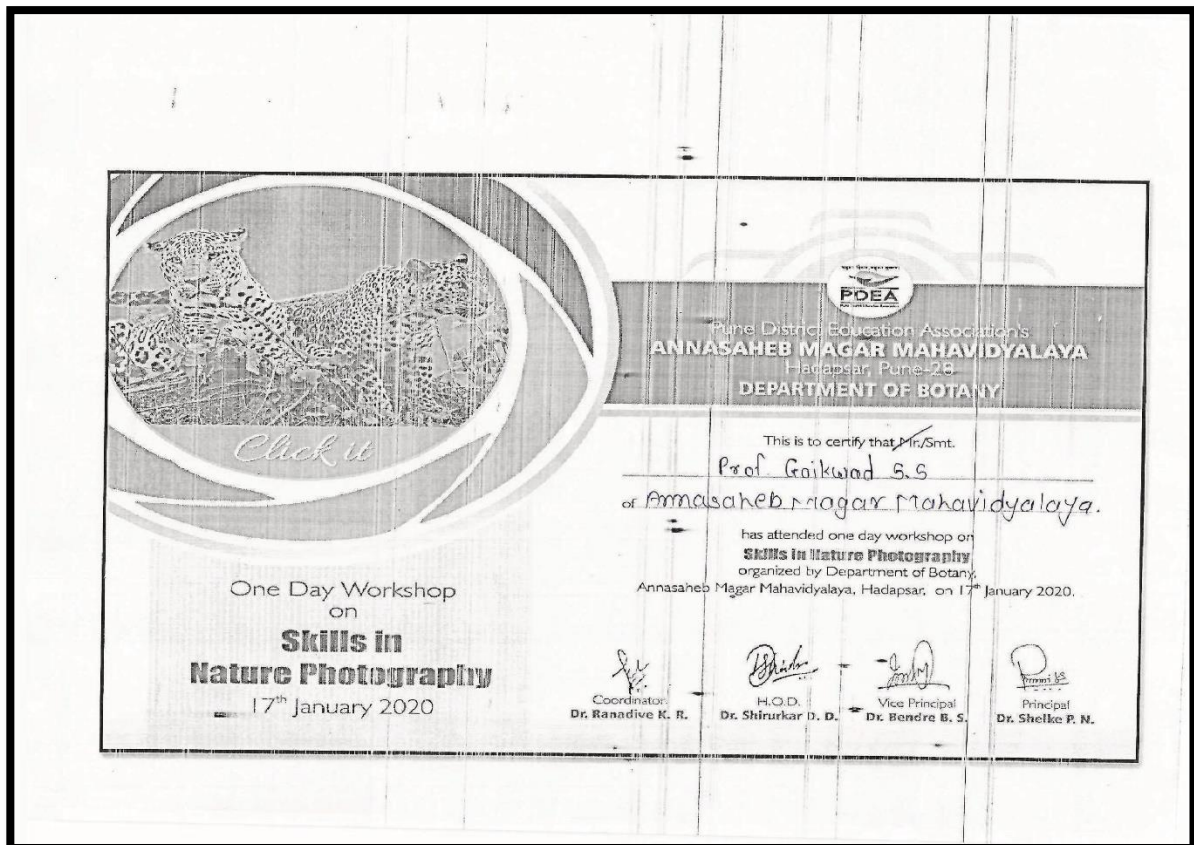 Click it
One Day Workshop
on
Skills in
Nature Photography
17th January 2020
PDEA
Pune District Education Association's
ANNASAHEB MAGAR MAHAVIDYALAYA
Hadapsar, Pune-28
DEPARTMENT OF BOTANY
This is to certify that Mr./Smt.
Prof. Gaikwad S.S
of Annasaheb Magar Mahavidyalaya.
has attended one day workshop on
Skills in Nature Photography
organized by Department of Botany,
Annasaheb Magar Mahavidyalaya, Hadapsar, on 17th January 2020.
Coordinator
Dr. Ranadive K. R.
H.O.D.
Dr. Shirurkar D. D.
Vice Principal
Dr. Bendre B. S.
Principal
Dr. Shelke P. N.